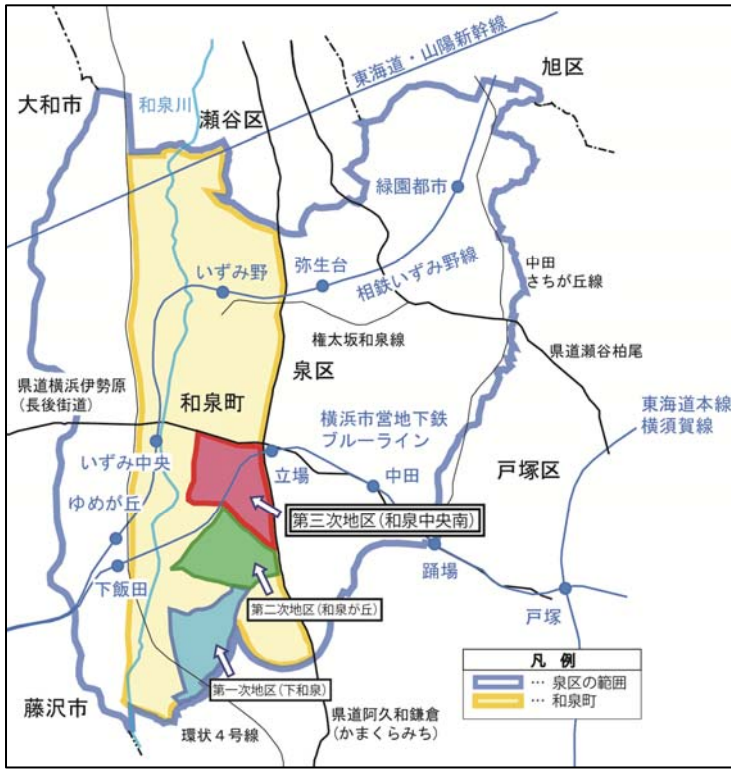 東海道・山陽新幹線
旭区
大和市
和泉川
瀬谷区
緑園都市
いずみ野
弥生台
相鉄いずみ野線
中田
さちが丘線
権太坂和泉線
県道瀬谷柏尾
泉区
県道横浜伊勢原
(長後街道)
和泉町
横浜市営地下鉄
ブルーライン
東海道本線
横須賀線
いずみ中央
立場
中田
戸塚区
ゆめが丘
第三次地区(和泉中央南)
下飯田
踊場
第二次地区(和泉が丘)
戸塚
凡 例
… 泉区の範囲
… 和泉町
第一次地区(下和泉)
藤沢市
県道阿久和鎌倉
(かまくらみち)
環状4号線